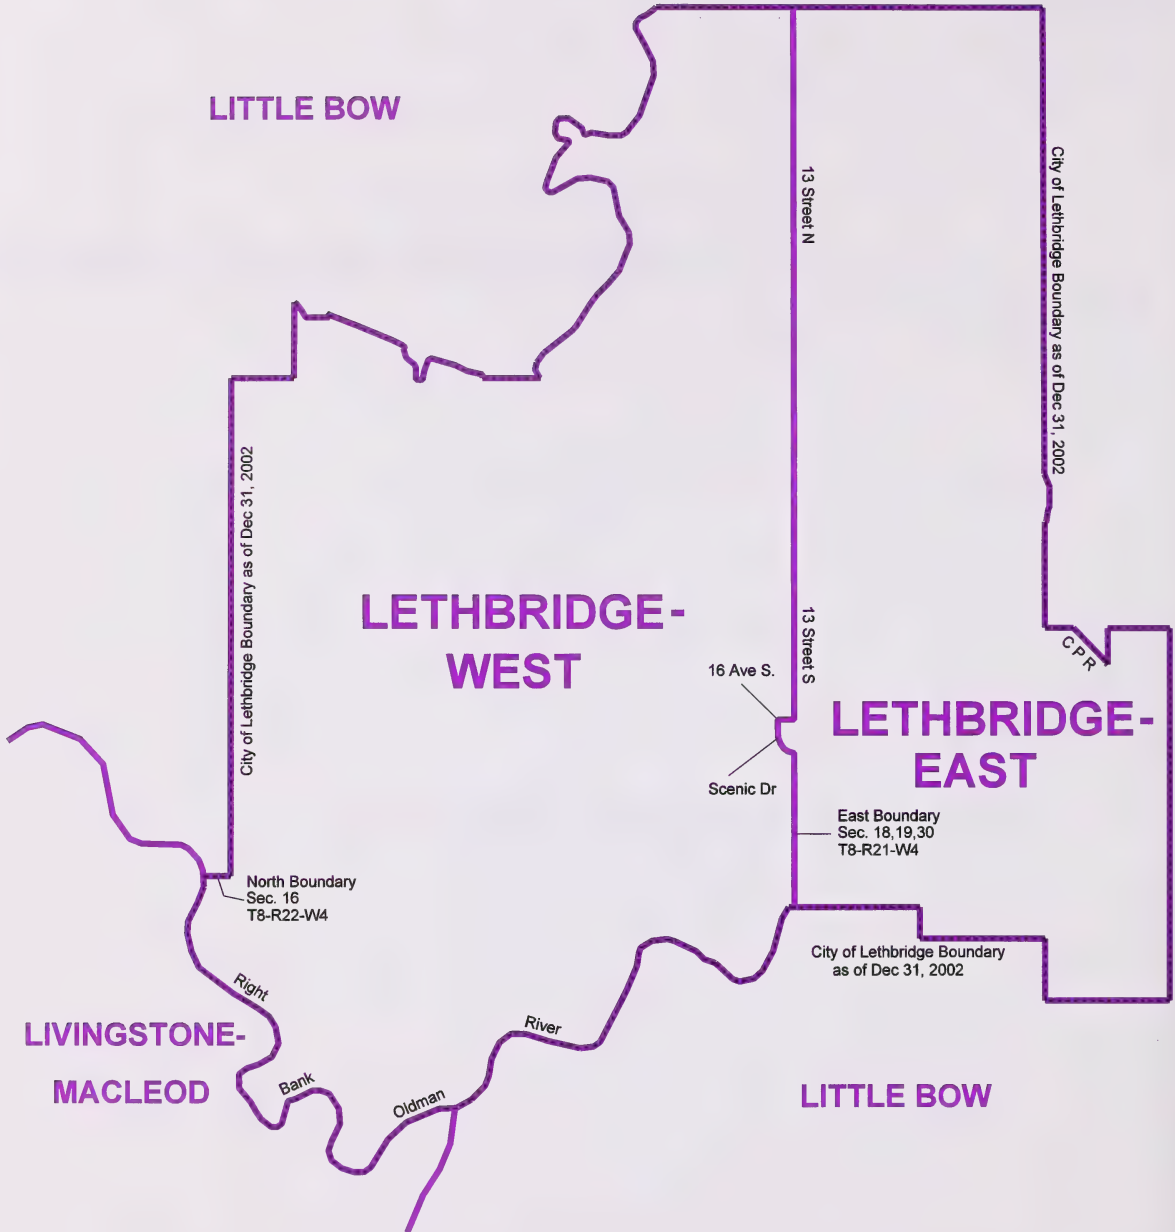 LITTLE BOW
13 Street N
City of Lethbridge Boundary as of Dec 31, 2002
City of Lethbridge Boundary as of Dec 31, 2002
LETHBRIDGE-
WEST
13 Street S
16 Ave S.
C P R
LETHBRIDGE-
EAST
Scenic Dr
East Boundary
Sec. 18,19,30
T8-R21-W4
North Boundary
Sec. 16
T8-R22-W4
City of Lethbridge Boundary
as of Dec 31, 2002
Right
River
LIVINGSTONE-
MACLEOD
Bank
Oldman
LITTLE BOW